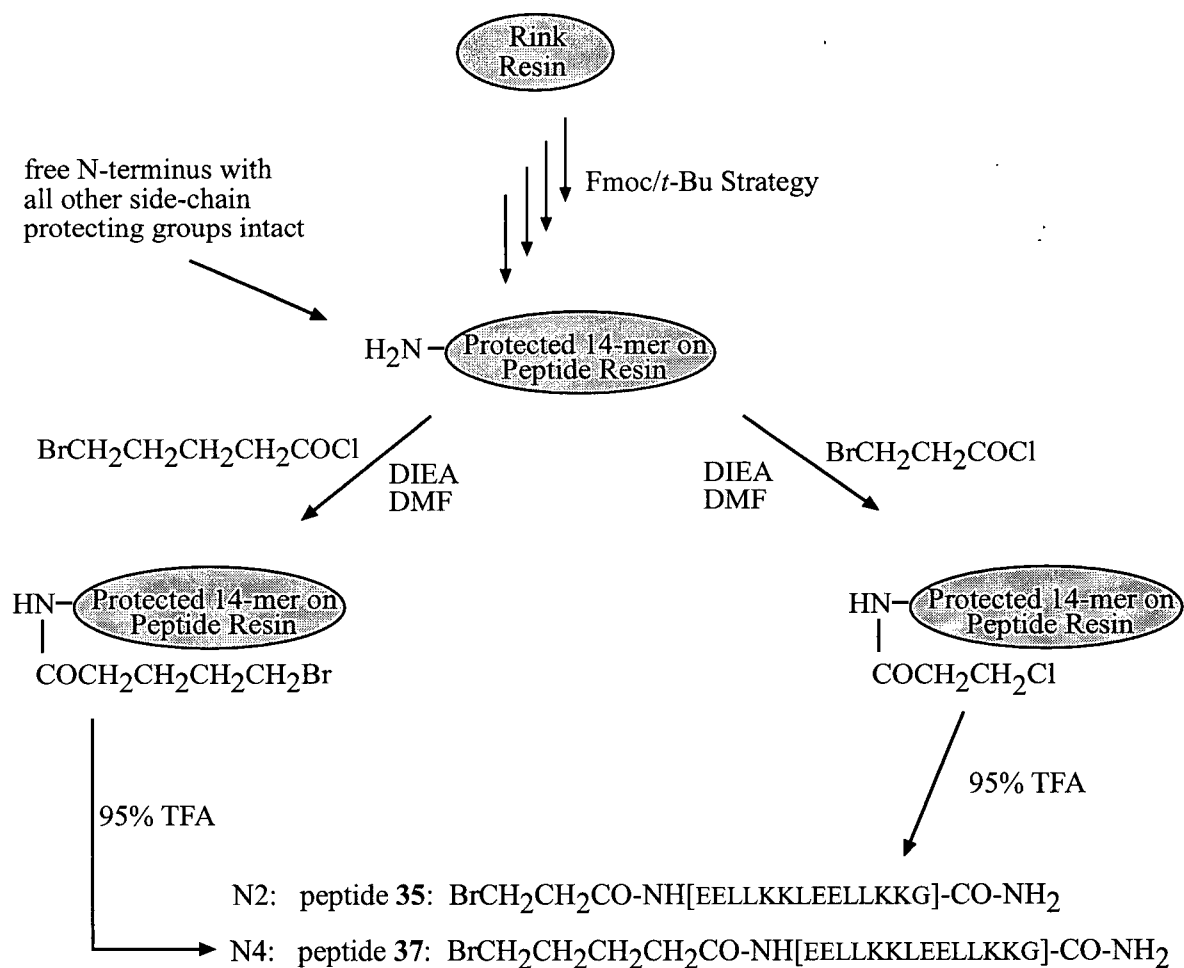 Rink
Resin
free N-terminus with
all other side-chain
protecting groups intact
Fmoc/t-Bu Strategy
H₂N
Protected 14-mer on
Peptide Resin
BrCH₂CH₂CH₂CH₂COCl
DIEA
DMF
DIEA
DMF
BrCH₂CH₂COCl
HN
Protected 14-mer on
Peptide Resin
COCH₂CH₂CH₂CH₂Br
HN
Protected 14-mer on
Peptide Resin
COCH₂CH₂Cl
95% TFA
95% TFA
N2: peptide 35: BrCH₂CH₂CO-NH[EELLKKLEELLKKG]-CO-NH₂
N4: peptide 37: BrCH₂CH₂CH₂CH₂CO-NH[EELLKKLEELLKKG]-CO-NH₂